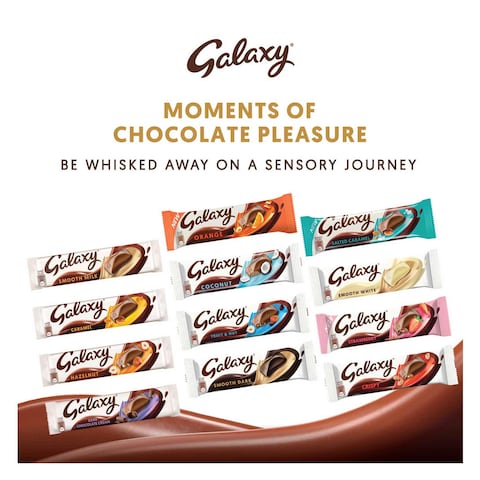 Galaxy
MOMENTS OF
CHOCOLATE PLEASURE
BE WHISKED AWAY ON A SENSORY JOURNEY
Galaxy
SMOOTH MILK
Galaxy
CARAMEL
Galaxy
HAZELNUT
Galaxy
CHOCOLATE CREAM
Galaxy
ORANGE
Galaxy
COCONUT
Galaxy
FRUIT & NUT
Galaxy
SMOOTH DARK
Galaxy
SALTED CARAMEL
Galaxy
SMOOTH WHITE
Galaxy
STRAWBERRY
Galaxy
CRISPY